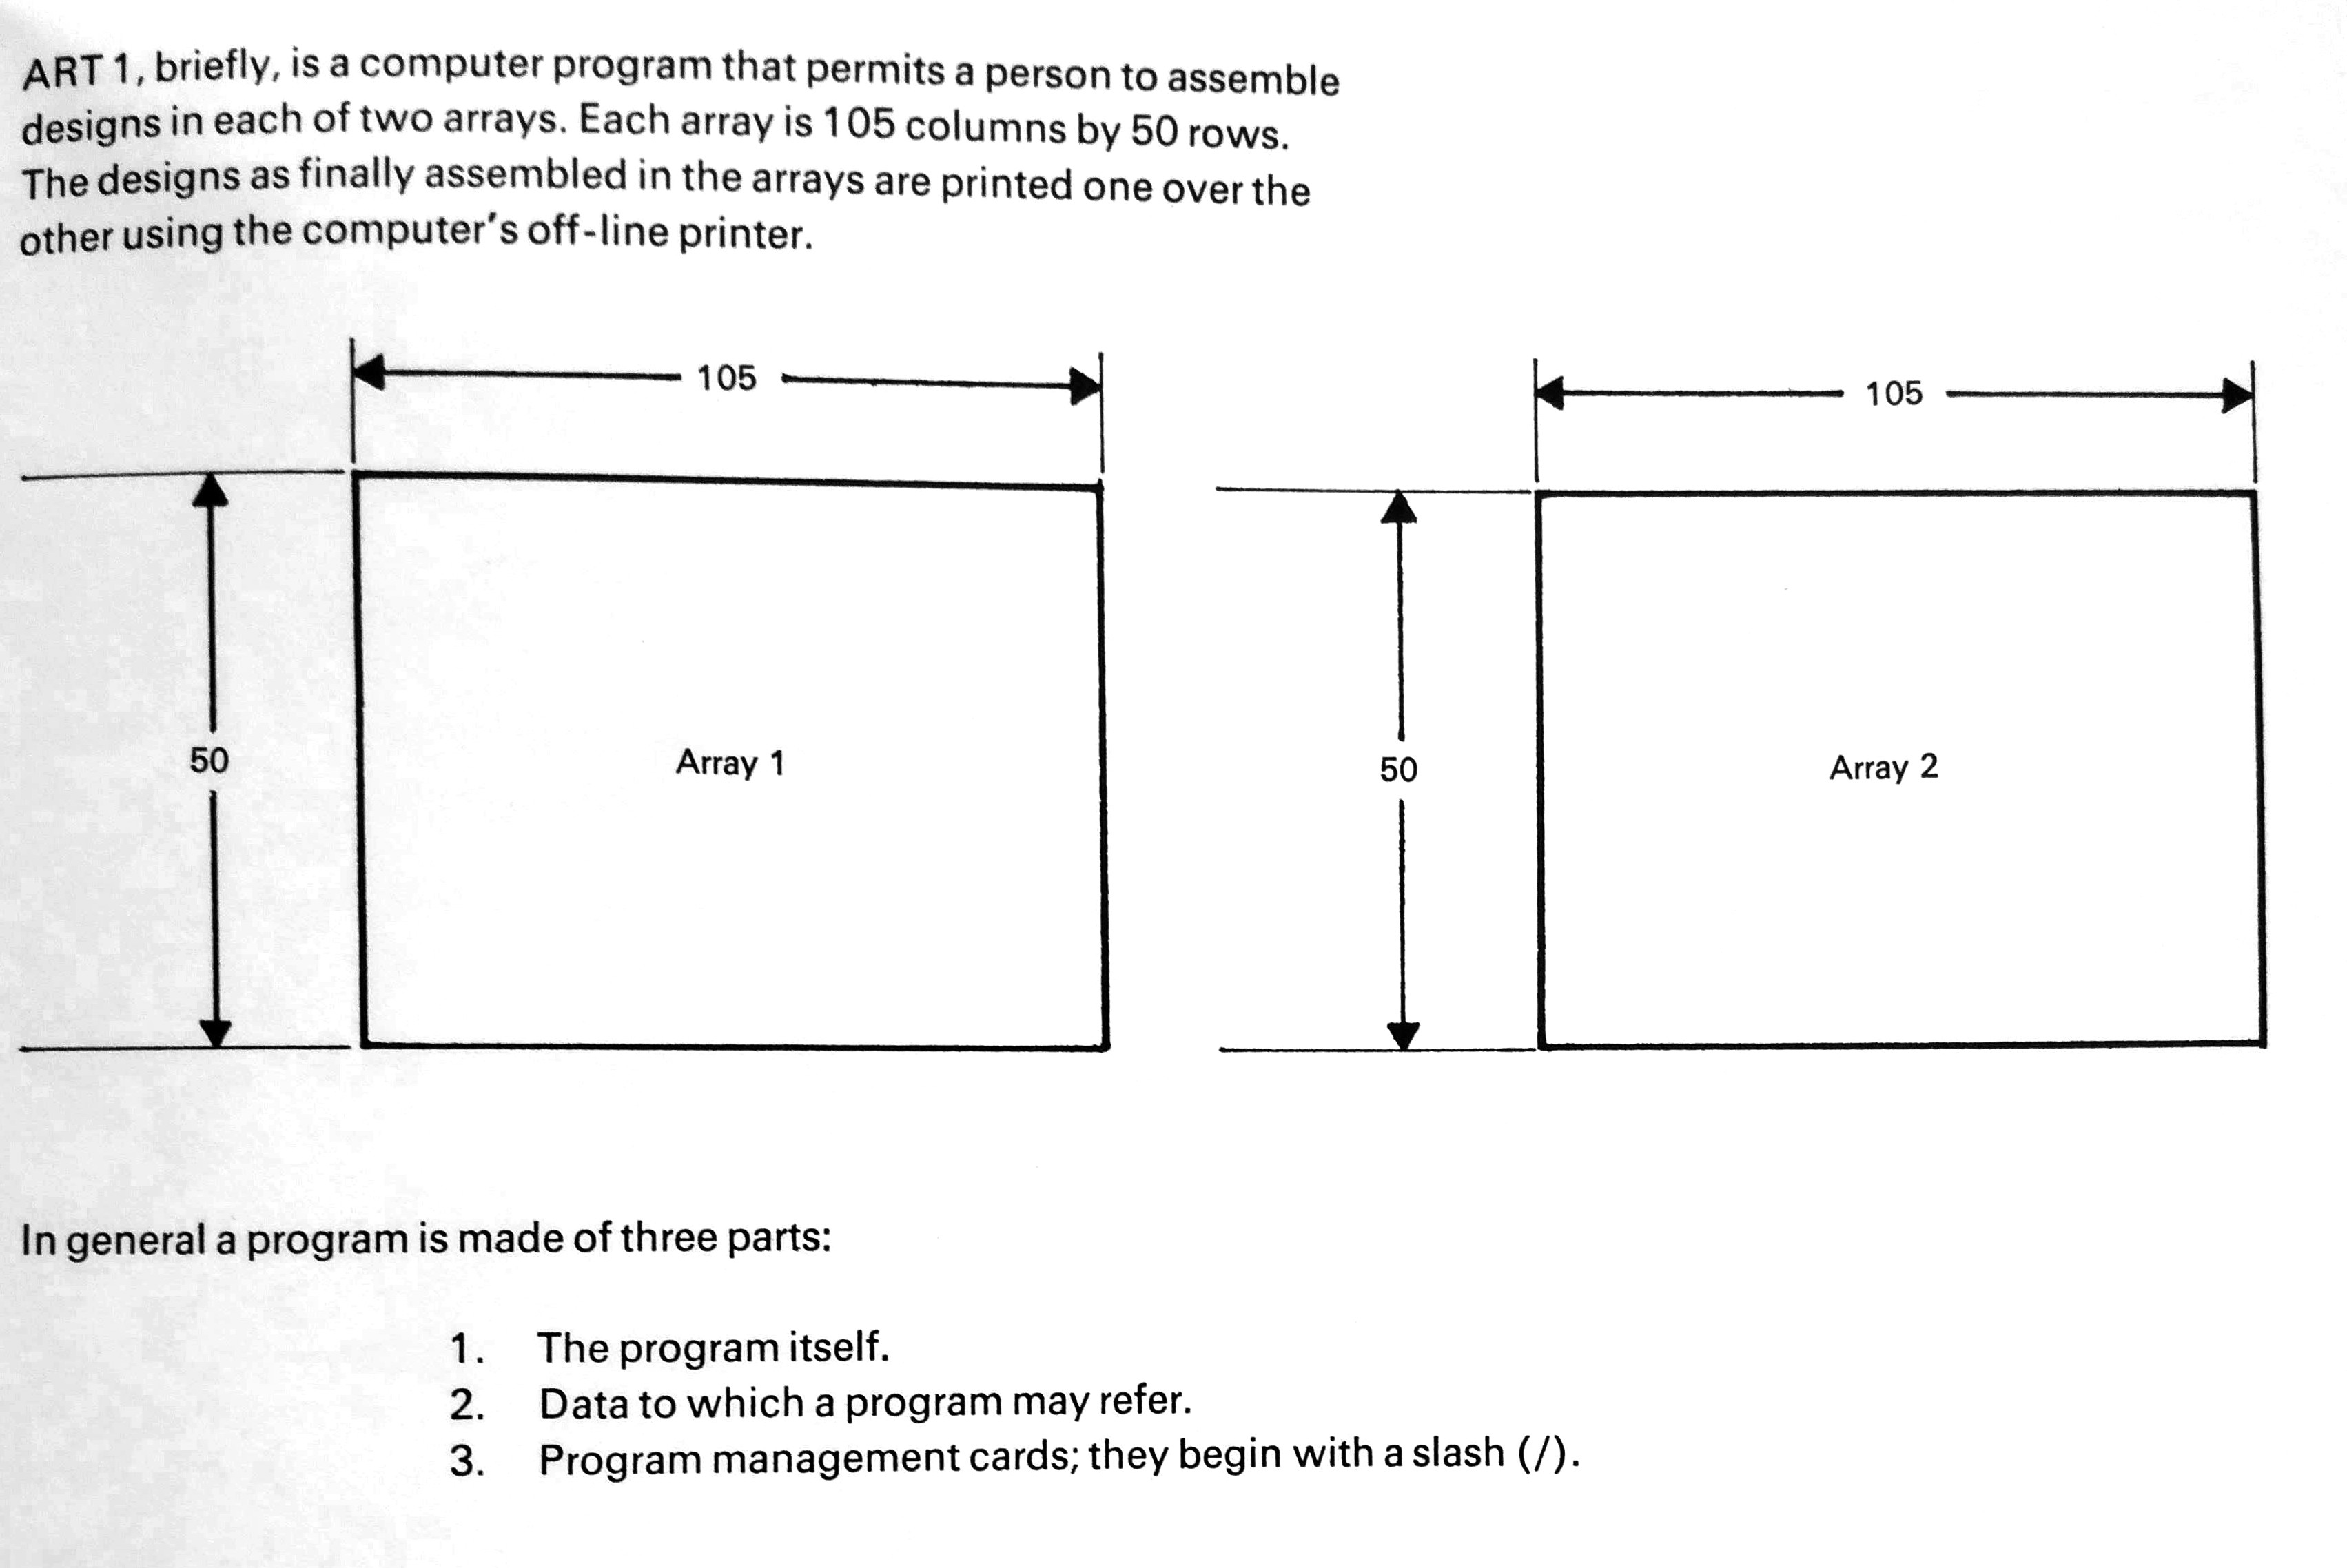 ART 1, briefly, is a computer program that permits a person to assemble
designs in each of two arrays. Each array is 105 columns by 50 rows.
The designs as finally assembled in the arrays are printed one over the
other using the computer's off-line printer.
105
105
50
Array 1
50
Array 2
In general a program is made of three parts:
1. The program itself.
2. Data to which a program may refer.
3. Program management cards; they begin with a slash (/).